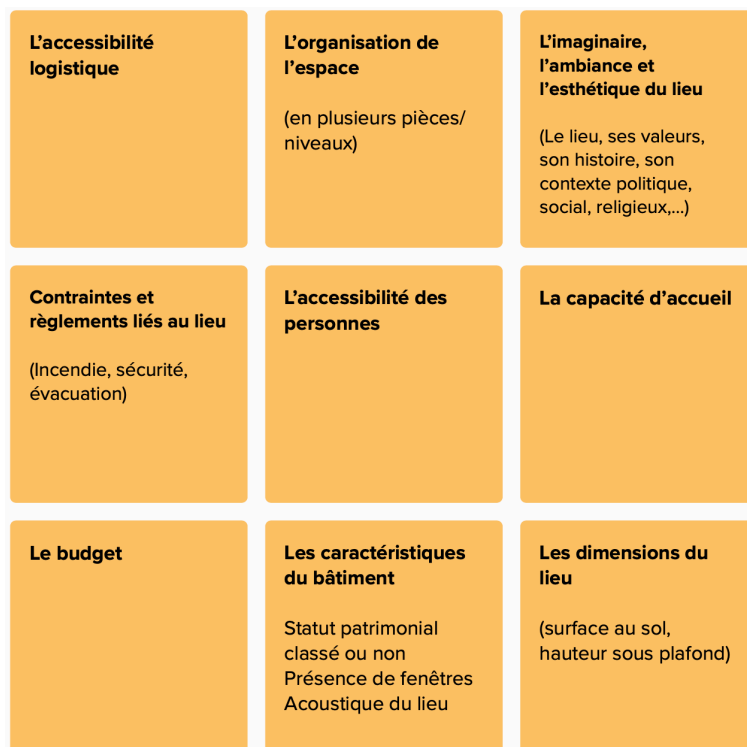 L’accessibilité
logistique
L’organisation de
l’espace
(en plusieurs pièces/
niveaux)
L’imaginaire,
l’ambiance et
l’esthétique du lieu
(Le lieu, ses valeurs,
son histoire, son
contexte politique,
social, religieux,...)
Contraintes et
règlements liés au lieu
(Incendie, sécurité,
évacuation)
L’accessibilité des
personnes
La capacité d’accueil
Le budget
Les caractéristiques
du bâtiment
Statut patrimonial
classé ou non
Présence de fenêtres
Acoustique du lieu
Les dimensions du
lieu
(surface au sol,
hauteur sous plafond)